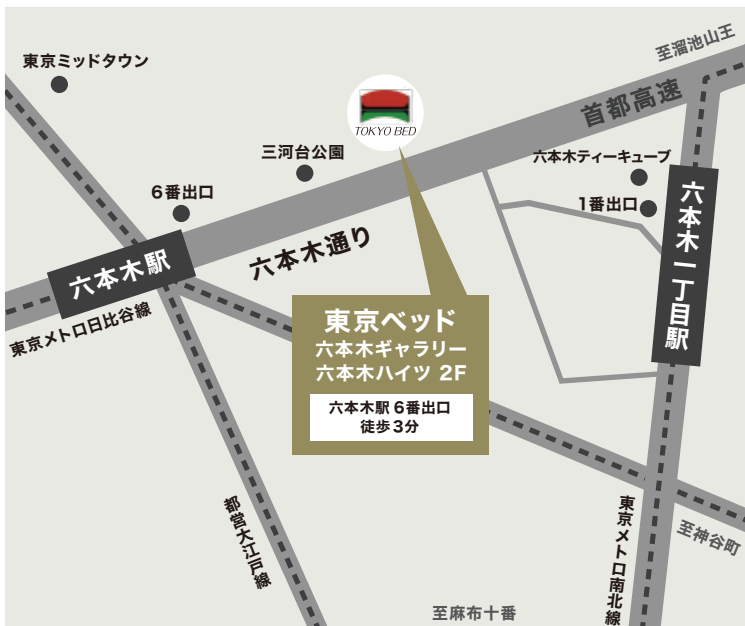 至溜池山王
東京ミッドタウン
首都高速
TOKYO BED
三河台公園
六本木ティーキューブ
6番出口
1番出口
六本木通り
六本木駅
六本木一丁目駅
東京メトロ日比谷線
東京ベッド
六本木ギャラリー
六本木ハイツ 2F
六本木駅 6番出口
徒歩3分
都営大江戸線
東京メトロ南北線
至神谷町
至麻布十番